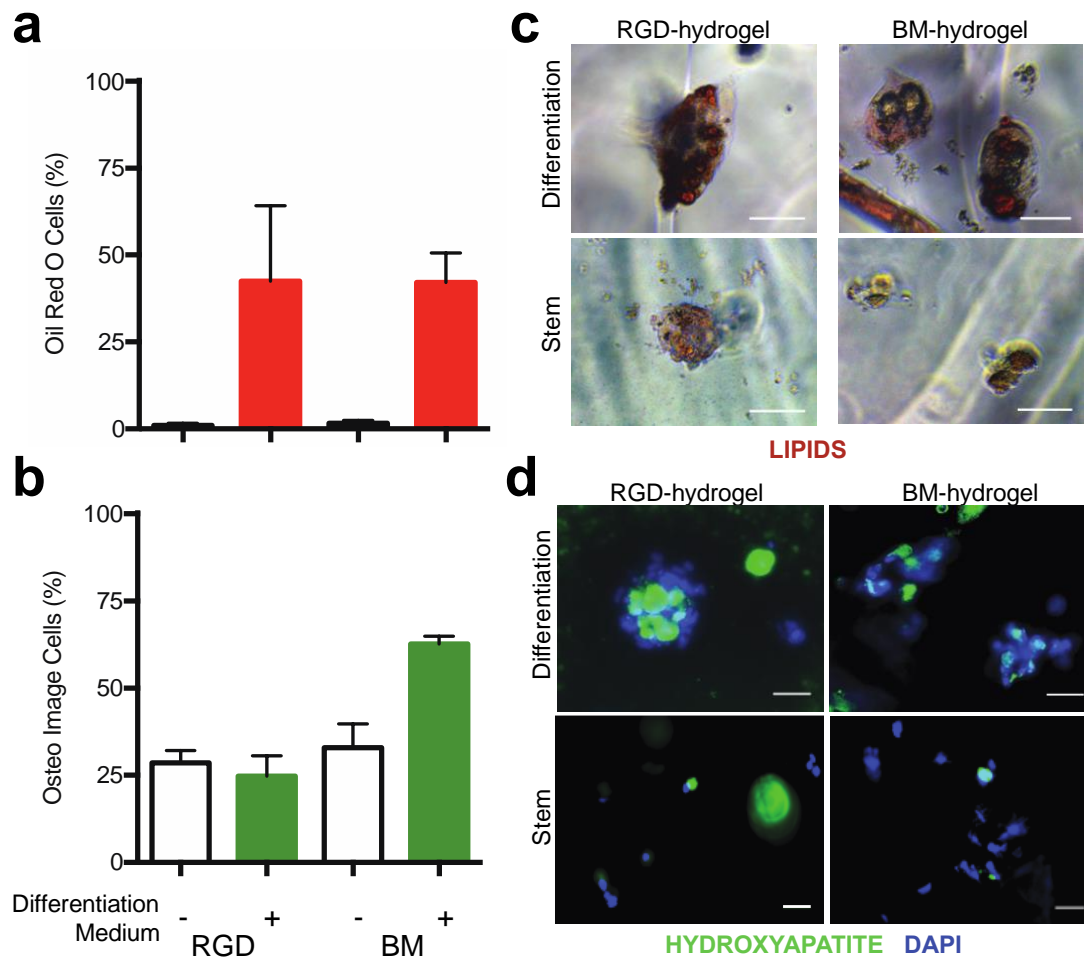 a
100
75
50
25
0
Oil Red O Cells (%)
b
100
75
50
25
0
Osteo Image Cells (%)
Differentiation
Medium
- + - +
RGD BM
c
RGD-hydrogel BM-hydrogel
Differentiation
Stem
LIPIDS
d
RGD-hydrogel BM-hydrogel
Differentiation
Stem
HYDROXYAPATITE DAPI